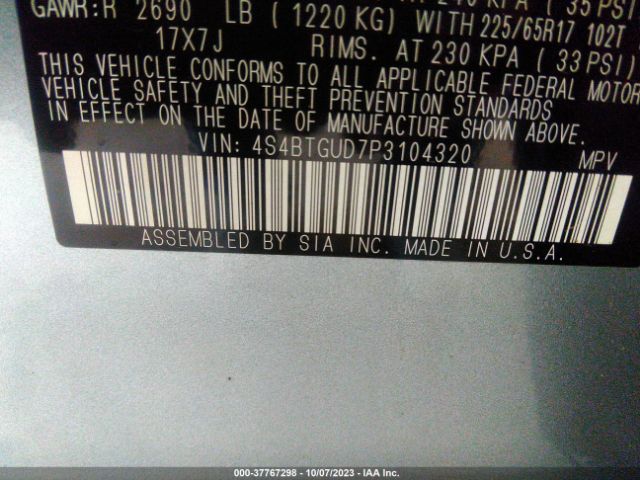 GAWR:R 2690 LB ( 1220 KG) WITH 225/65R17 102T
17X7J RIMS. AT 230 KPA ( 33 PSI)
THIS VEHICLE CONFORMS TO ALL APPLICABLE FEDERAL MOTOR
VEHICLE SAFETY AND THEFT PREVENTION STANDARDS
IN EFFECT ON THE DATE OF MANUFACTURE SHOWN ABOVE.
VIN: 4S4BTGUD7P3104320 MPV
ASSEMBLED BY SIA INC. MADE IN U.S.A.
000-37767298 - 10/07/2023 - IAA Inc.